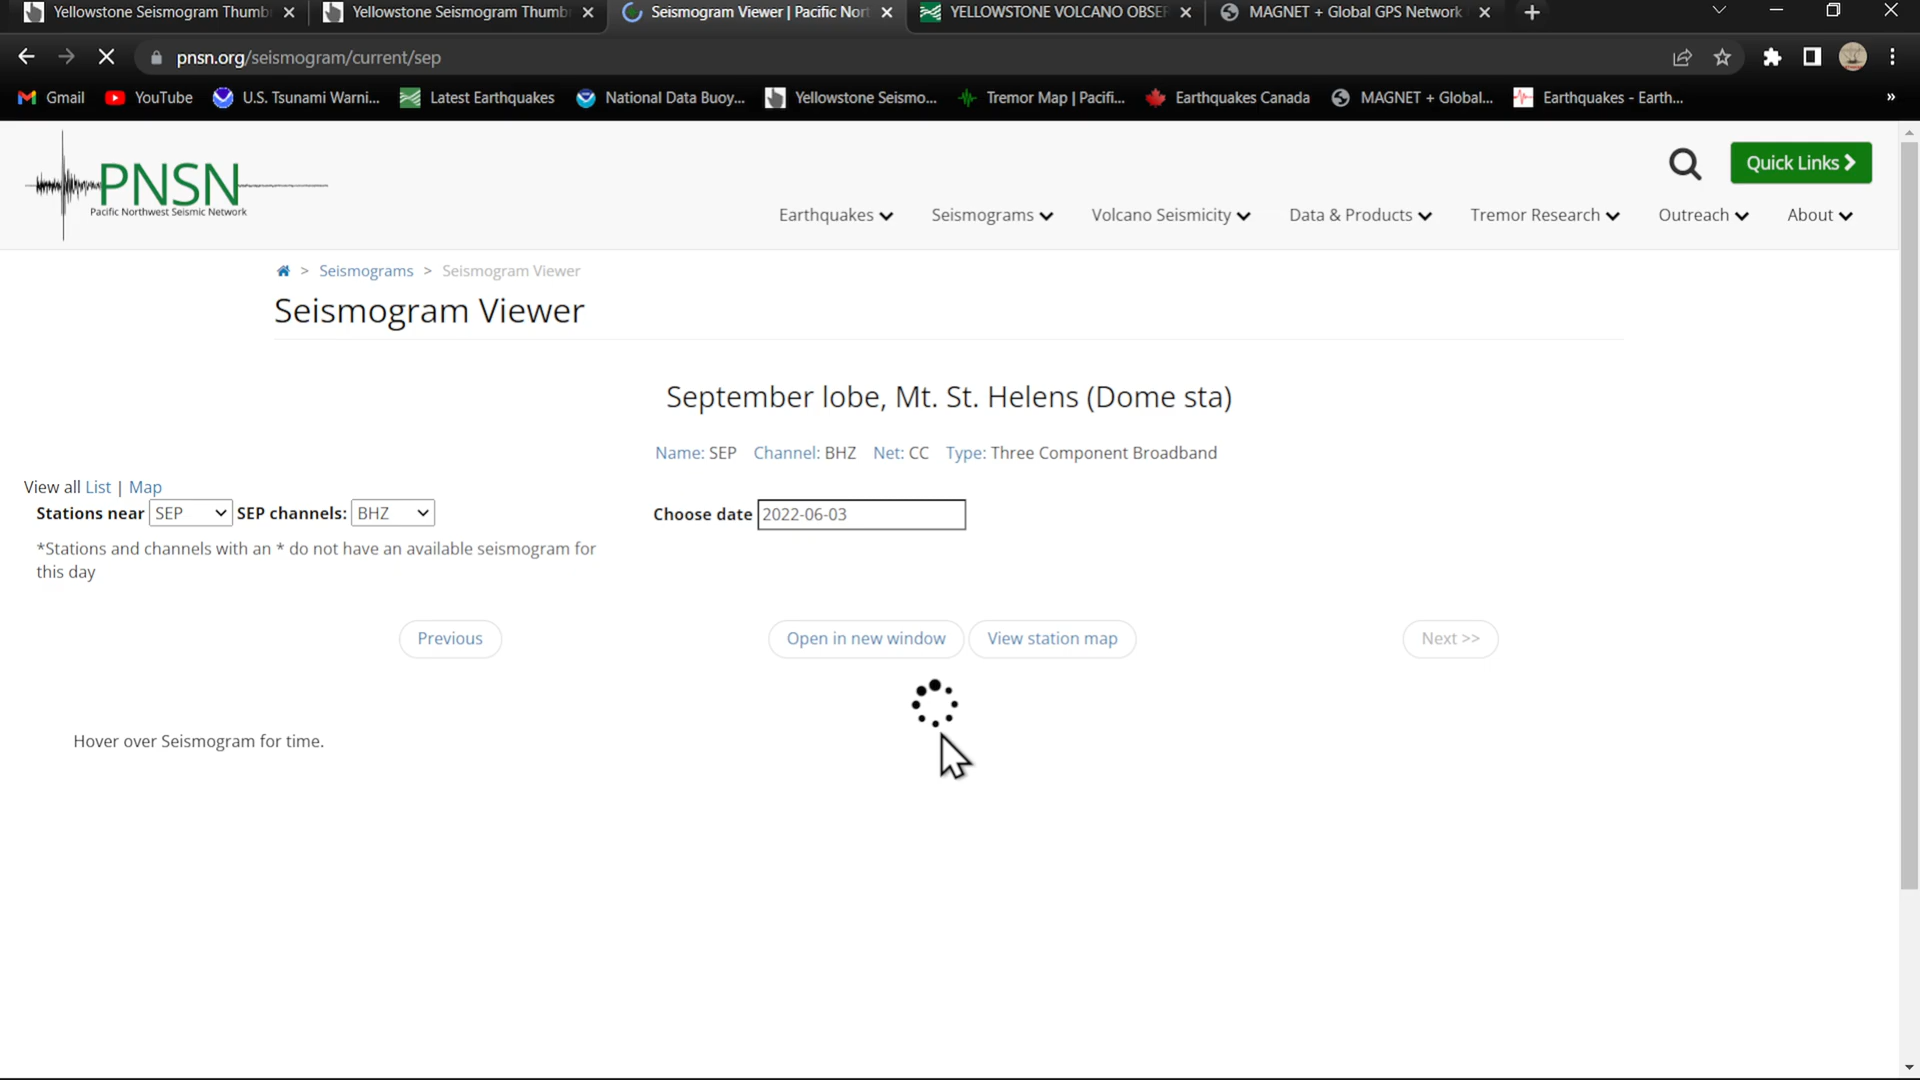 Yellowstone Seismogram Thumb
Yellowstone Seismogram Thumb
Seismogram Viewer | Pacific Nort
YELLOWSTONE VOLCANO OBSER
MAGNET + Global GPS Network
pnsn.org/seismogram/current/sep
Gmail
YouTube
U.S. Tsunami Warni...
Latest Earthquakes
National Data Buoy...
Yellowstone Seismo...
Tremor Map | Pacifi...
Earthquakes Canada
MAGNET + Global...
Earthquakes - Earth...
»
PNSN
Pacific Northwest Seismic Network
Quick Links
Earthquakes
Seismograms
Volcano Seismicity
Data & Products
Tremor Research
Outreach
About
> Seismograms > Seismogram Viewer
Seismogram Viewer
September lobe, Mt. St. Helens (Dome sta)
Name: SEP Channel: BHZ Net: CC Type: Three Component Broadband
View all List | Map
Stations near SEP SEP channels: BHZ
Choose date 2022-06-03
*Stations and channels with an * do not have an available seismogram for
this day
Previous
Open in new window
View station map
Next >>
Hover over Seismogram for time.